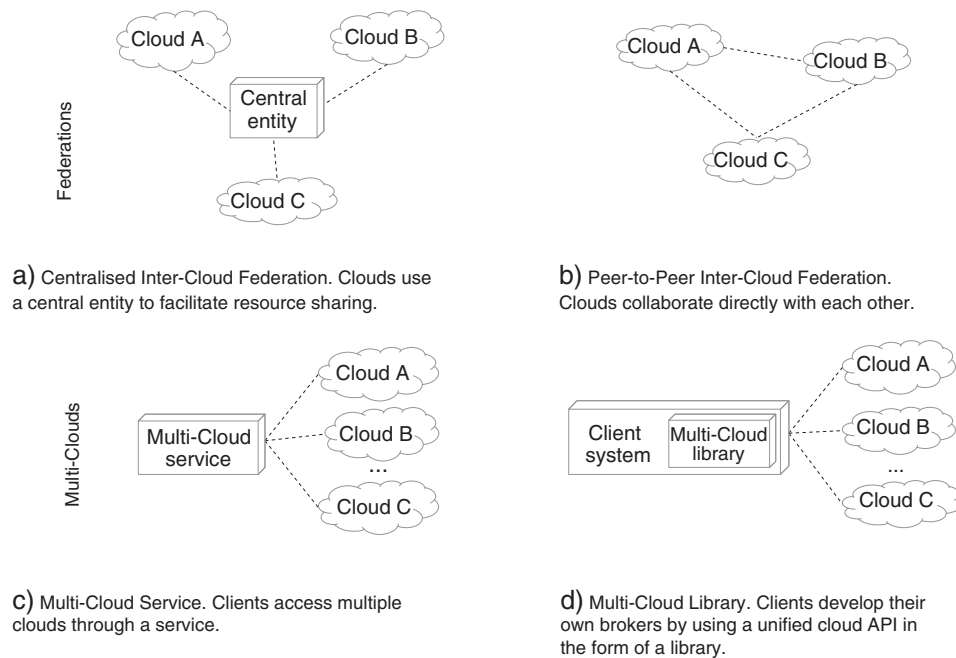 Federations
Cloud A
Cloud B
Central
entity
Cloud C
a) Centralised Inter-Cloud Federation. Clouds use
a central entity to facilitate resource sharing.
Cloud A
Cloud B
Cloud C
b) Peer-to-Peer Inter-Cloud Federation.
Clouds collaborate directly with each other.
Multi-Clouds
Multi-Cloud
service
Cloud A
Cloud B
...
Cloud C
c) Multi-Cloud Service. Clients access multiple
clouds through a service.
Client
system
Multi-Cloud
library
Cloud A
Cloud B
...
Cloud C
d) Multi-Cloud Library. Clients develop their
own brokers by using a unified cloud API in
the form of a library.